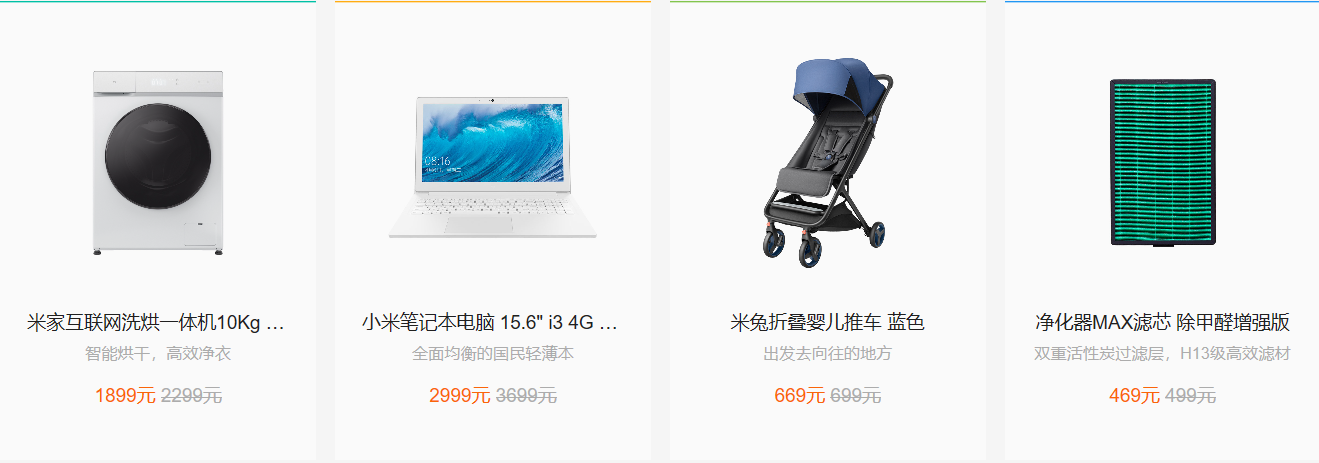 08:16
米家互联网洗烘一体机10Kg ...
智能烘干，高效净衣
1899元 2299元
小米笔记本电脑 15.6" i3 4G ...
全面均衡的国民轻薄本
2999元 3699元
米兔折叠婴儿推车 蓝色
出发去向往的地方
669元 699元
净化器MAX滤芯 除甲醛增强版
双重活性炭过滤层，H13级高效滤材
469元 499元